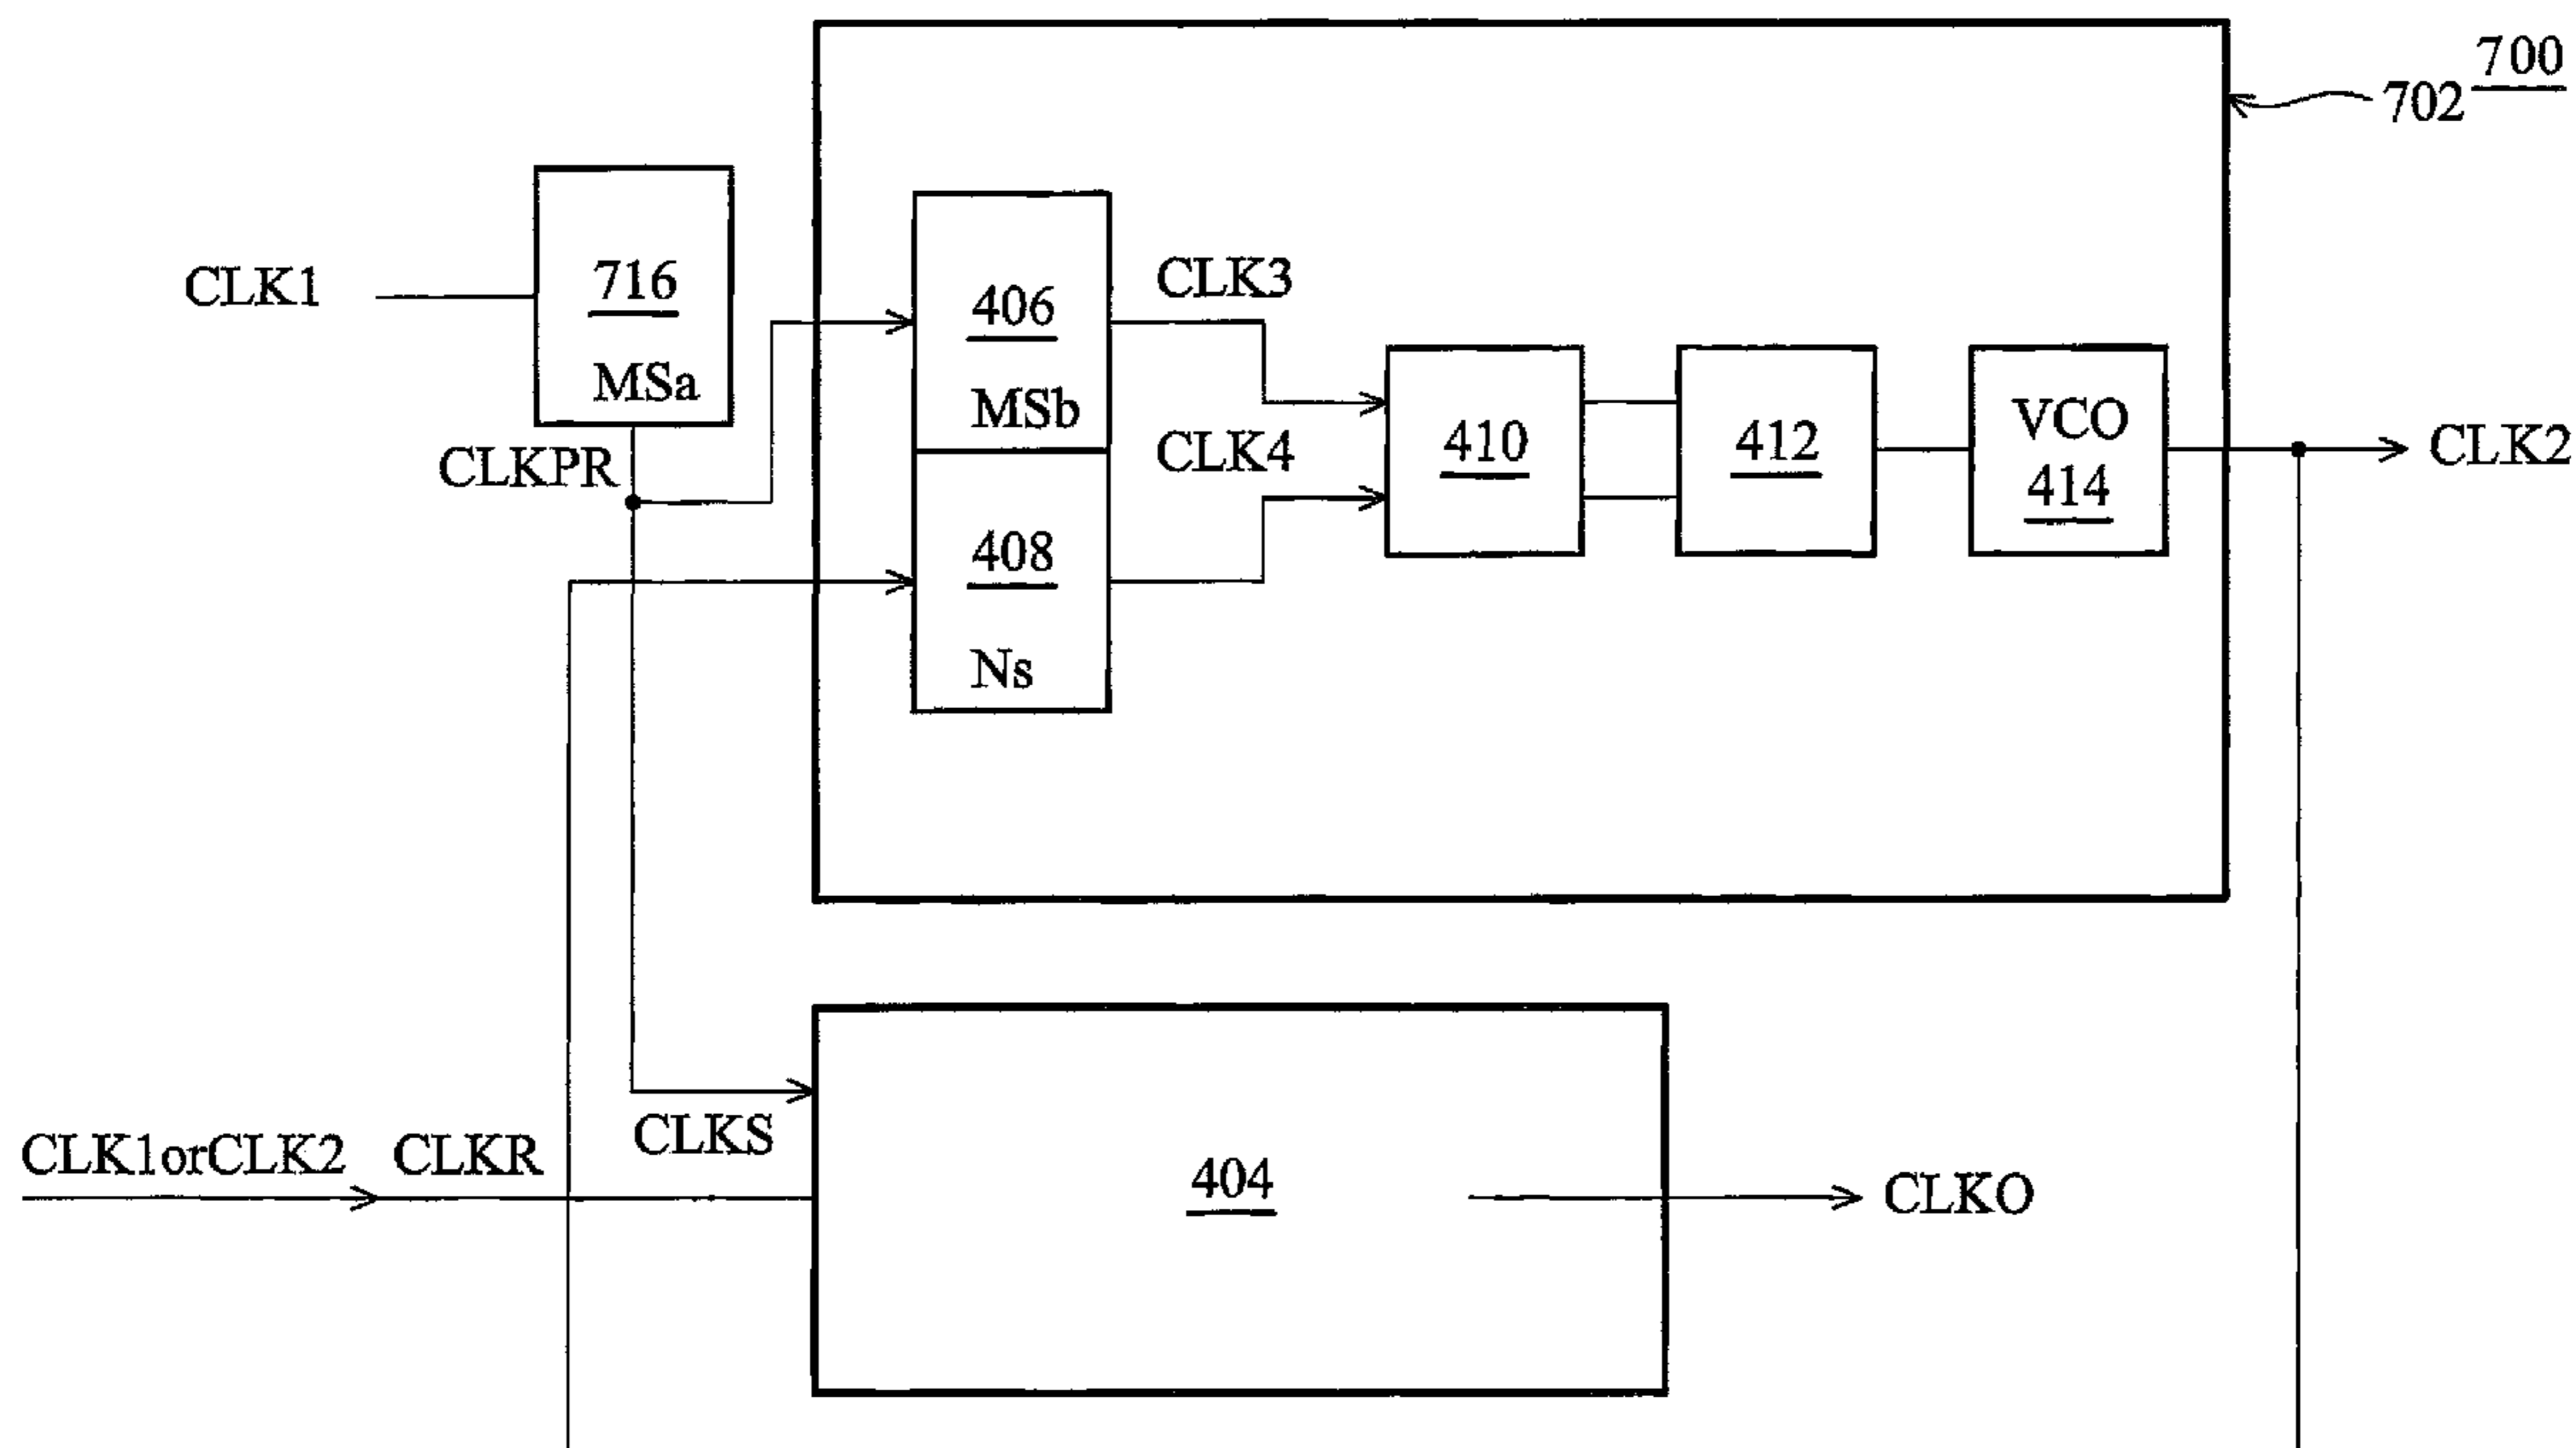 700
702
CLK1
716
MSa
CLKPR
406
MSb
CLK3
CLK4
408
Ns
410
412
VCO
414
CLK2
CLKS
CLK1orCLK2
CLKR
404
CLKO